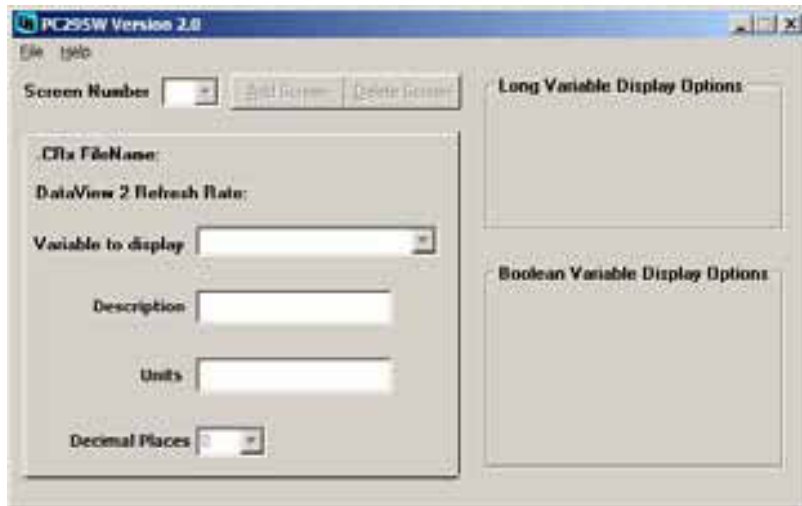 PC295W Version 2.0
File Help
Screen Number
Add Screen Delete Screen
.CRx FileName:
DataView 2 Refresh Rate:
Variable to display
Description
Units
Decimal Places
Long Variable Display Options
Boolean Variable Display Options